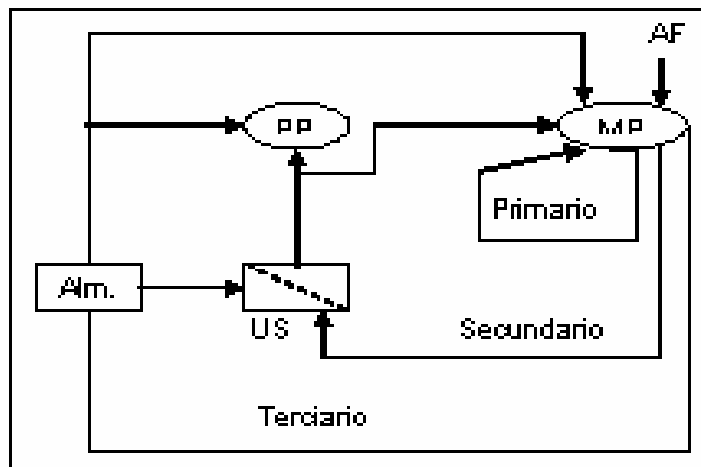 AF
PP
MP
Primario
Alm.
US
Secundario
Terciario